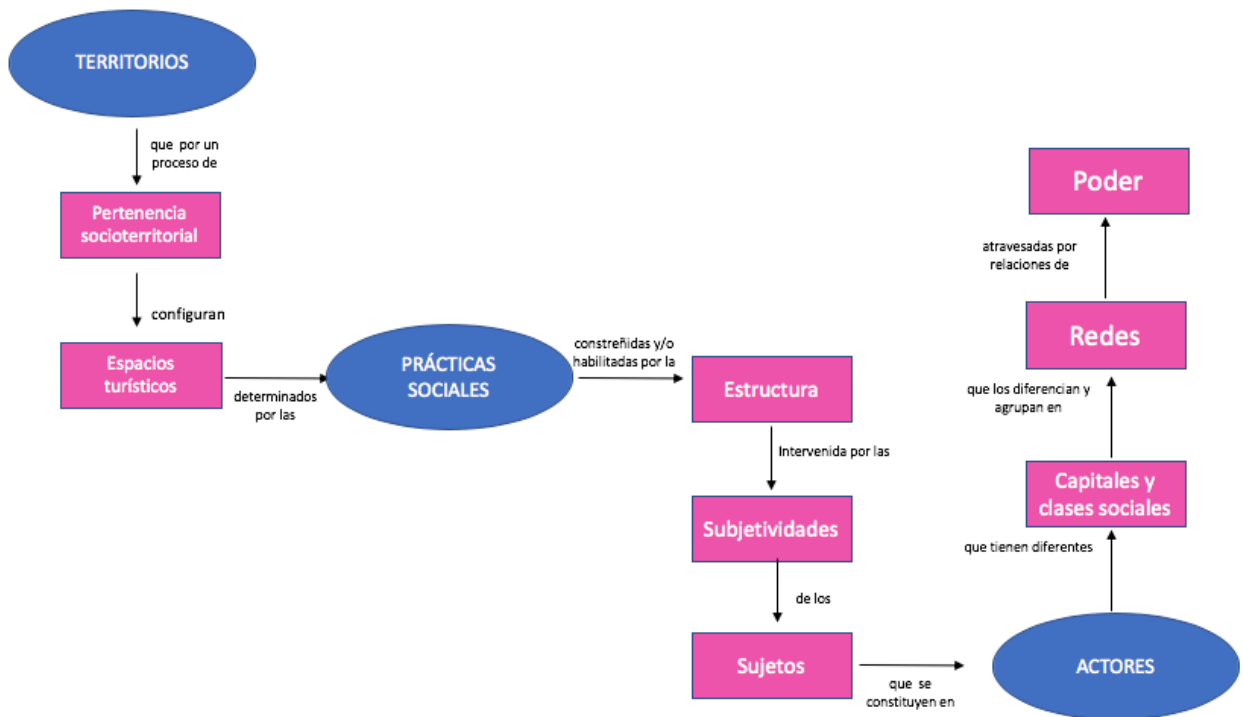 TERRITORIOS
que por un
proceso de
Pertenencia
socioterritorial
configuran
Espacios
turísticos
determinados
por las
PRÁCTICAS
SOCIALES
constreñidas y/o
habilitadas por la
Estructura
Intervenida por las
Subjetividades
de los
Sujetos
que se
constituyen en
ACTORES
que tienen diferentes
Capitales y
clases sociales
que los diferencian y
agrupan en
Redes
atravesadas por
relaciones de
Poder